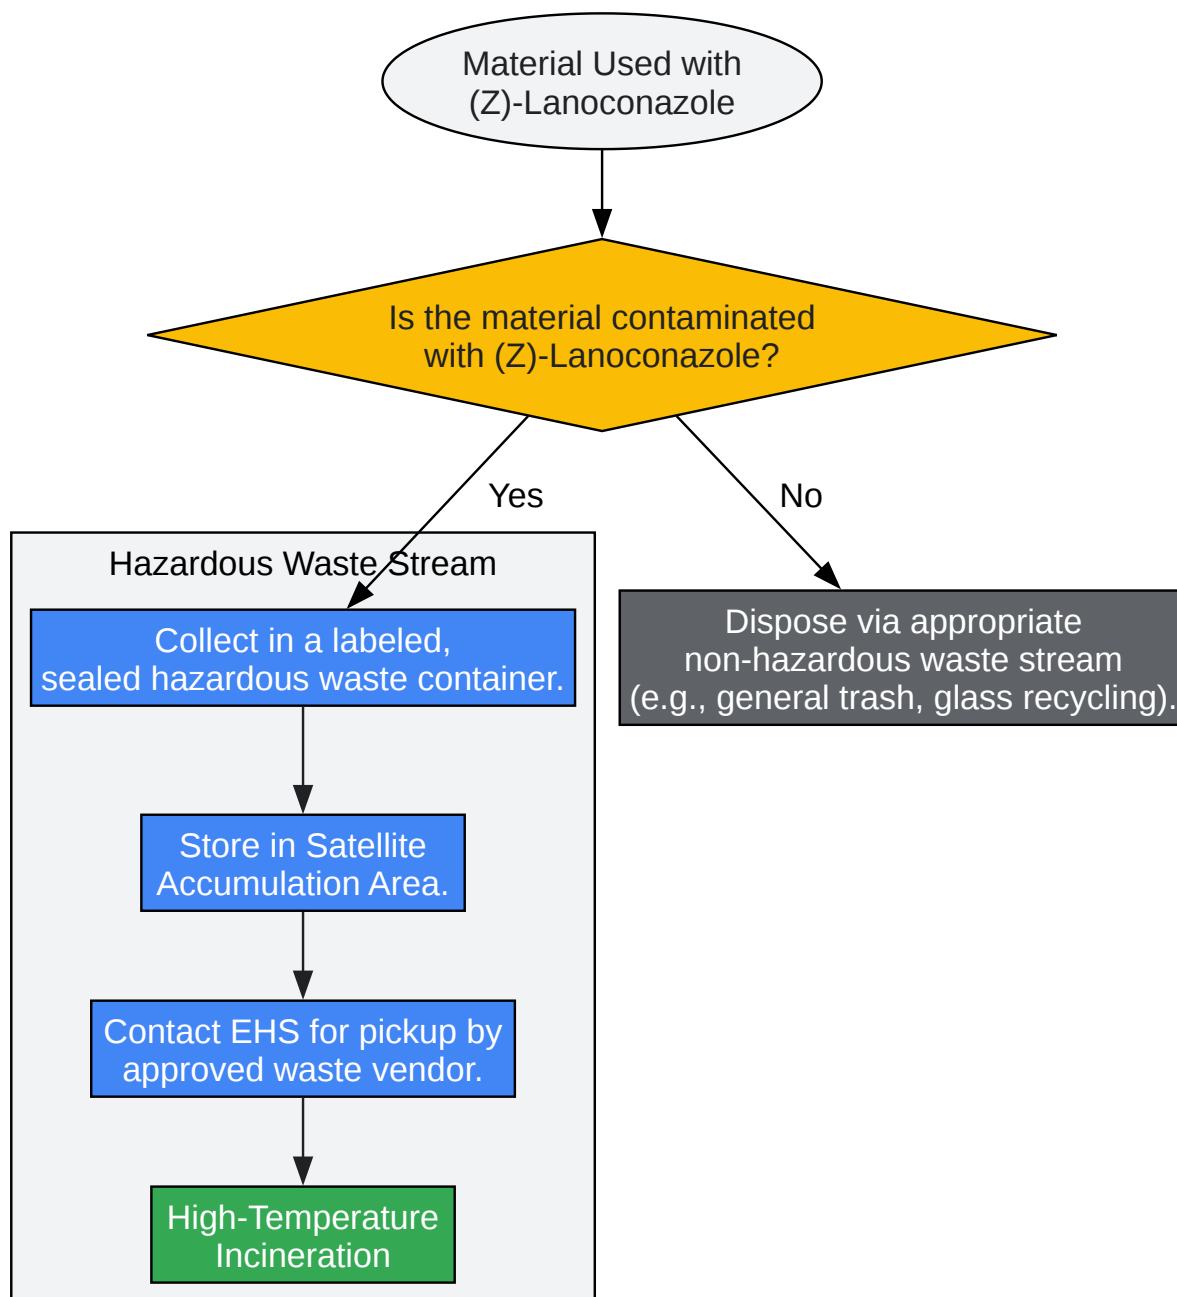 Material Used with
(Z)-Lanoconazole
Is the material contaminated
with (Z)-Lanoconazole?
Yes
No
Hazardous Waste Stream
Collect in a labeled,
sealed hazardous waste container.
Dispose via appropriate
non-hazardous waste stream
(e.g., general trash, glass recycling).
Store in Satellite
Accumulation Area.
Contact EHS for pickup by
approved waste vendor.
High-Temperature
Incineration